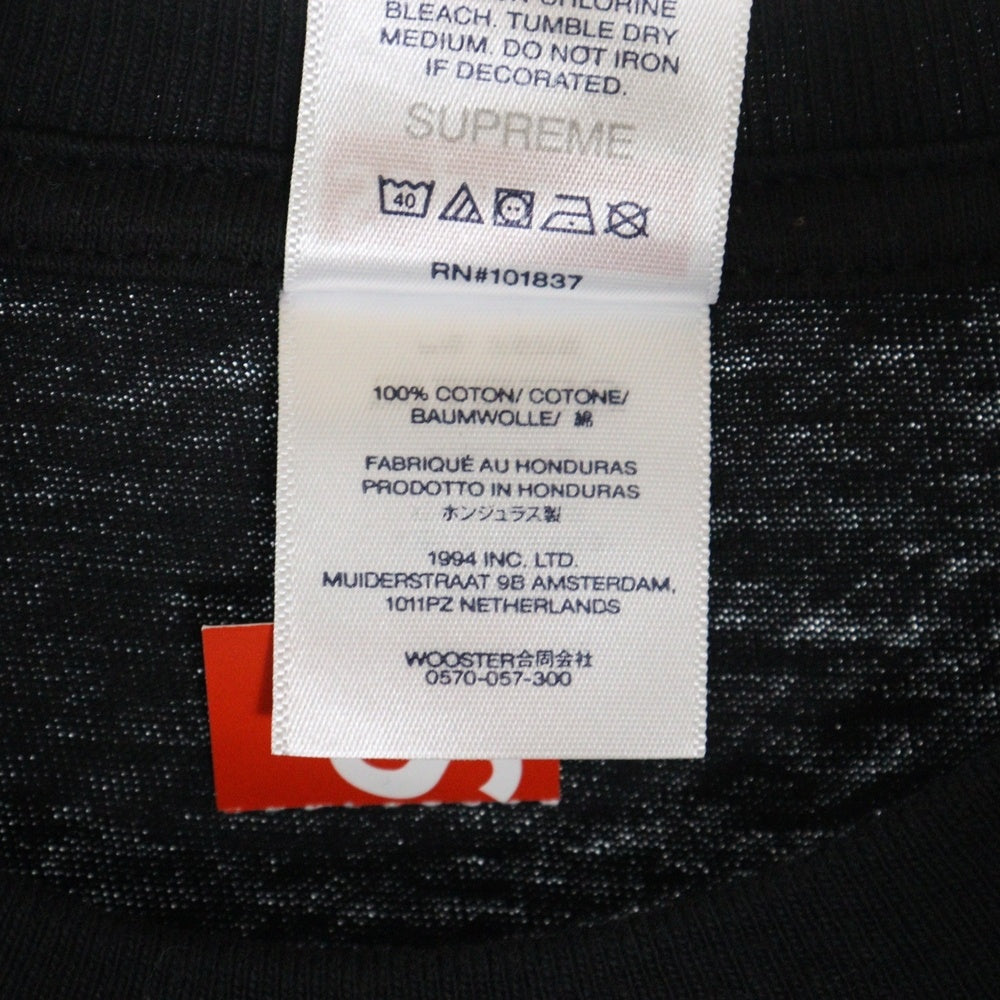 CHLORINE
BLEACH. TUMBLE DRY
MEDIUM. DO NOT IRON
IF DECORATED.
SUPREME
40
RN#101837
100% COTON/ COTONE/
BAUMWOLLE/ 綿
FABRIQUÉ AU HONDURAS
PRODOTTO IN HONDURAS
ホンジュラス製
1994 INC. LTD.
MUIDERSTRAAT 9B AMSTERDAM,
1011PZ NETHERLANDS
WOOSTER合同会社
0570-057-300